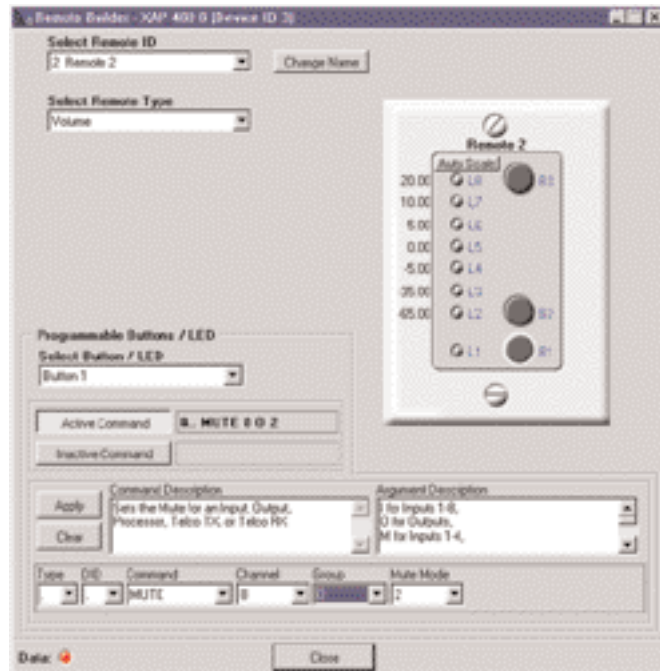 Remote Builder - XAP 400 0 (Device ID 3)
Select Remote ID
2 Remote 2
Change Name
Select Remote Type
Volume
Remote 2
Auto Scale
20.00 L8 B3
10.00 L7
5.00 L6
0.00 L5
-5.00 L4
-35.00 L3
-65.00 L2 B2
L1 B1
Programmable Buttons / LED
Select Button / LED
Button 1
Active Command
MUTE 8 O 2
Inactive Command
Command Description
Argument Description
Apply
Clear
Sets the Mute for an Input, Output,
Processor, Telco TX, or Telco RX
I for Inputs 1-8,
O for Outputs,
M for Inputs 1-4,
Type DID Command Channel Group Mute Mode
MUTE 8 2
Data:
Close